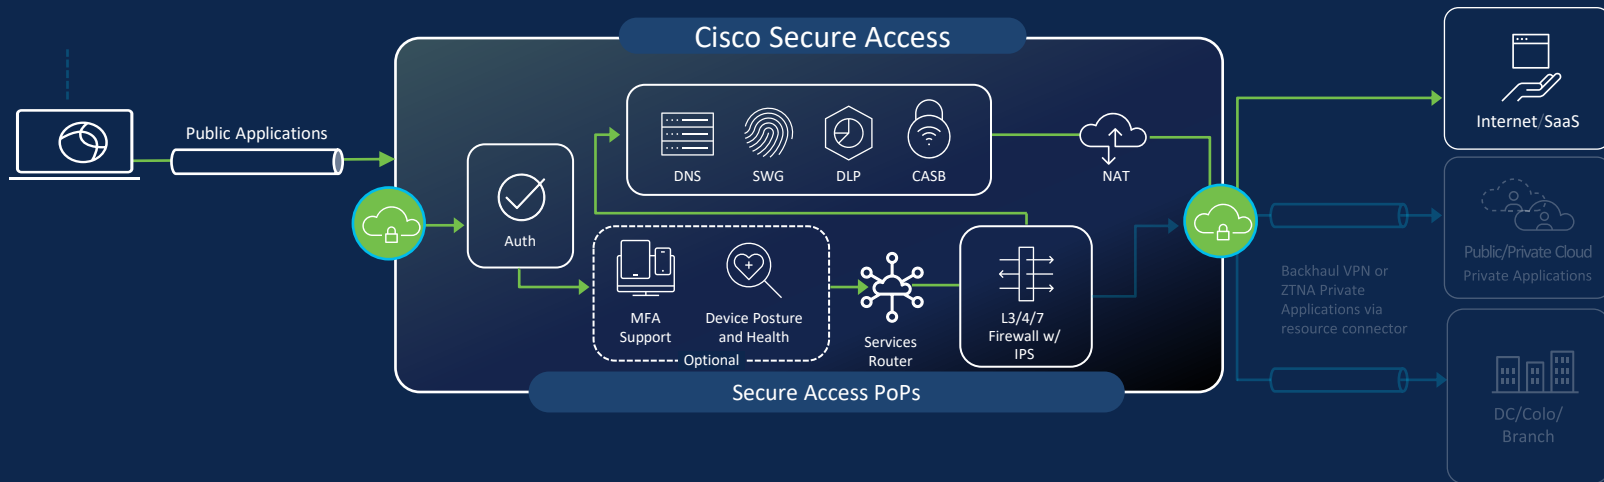 Cisco Secure Access
Public Applications
DNS
SWG
DLP
CASB
NAT
Auth
MFA
Support
Device Posture
and Health
Optional
Services
Router
L3/4/7
Firewall w/
IPS
Secure Access PoPs
Internet/SaaS
Public/Private Cloud
Private Applications
Backhaul VPN or
ZTNA Private
Applications via
resource connector
DC/Colo/
Branch